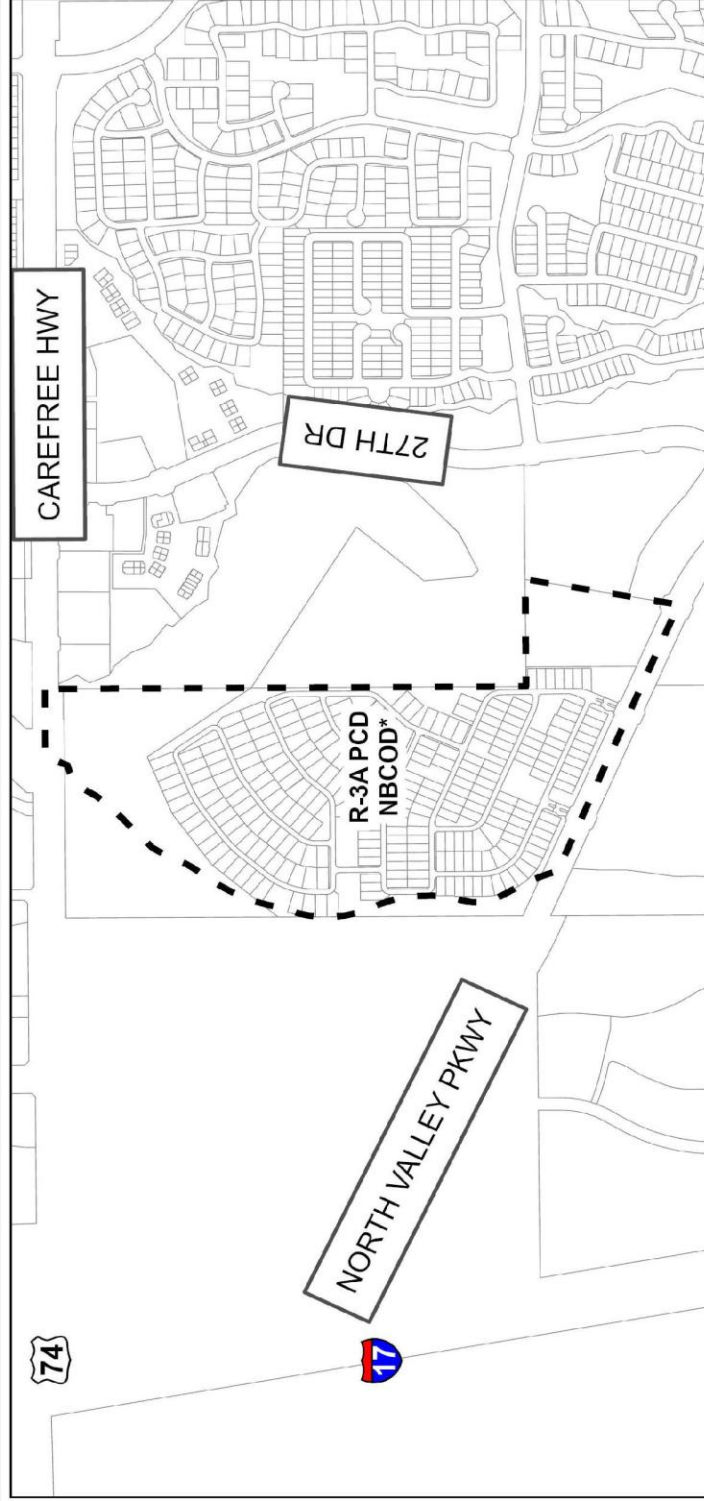 74
CAREFREE HWY
17
NORTH VALLEY PKWY
R-3A PCD
NBCOD*
27TH DR